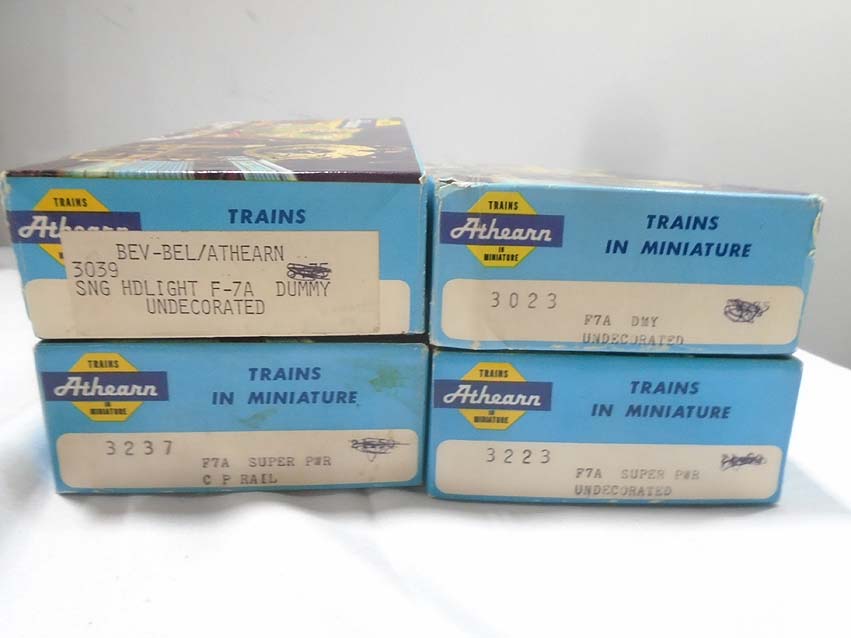 TRAINS
Athearn
TRAINS
BEV-BEL/ATHEARN
3039
SNG HDLIGHT F-7A DUMMY
UNDECORATED
TRAINS
Athearn
IN
MINIATURE
TRAINS
IN MINIATURE
3023
F7A DMY
UNDECORATED
TRAINS
Athearn
IN
MINIATURE
TRAINS
IN MINIATURE
3237
F7A SUPER PWR
C P RAIL
TRAINS
Athearn
IN
MINIATURE
TRAINS
IN MINIATURE
3223
F7A SUPER PWR
UNDECORATED